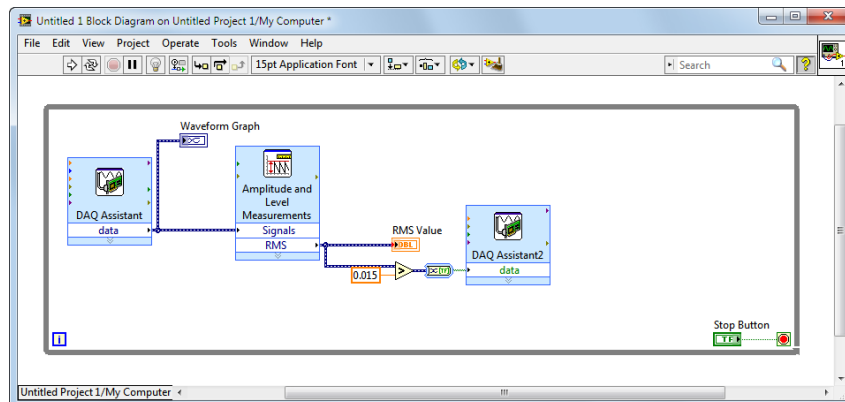 Untitled 1 Block Diagram on Untitled Project 1/My Computer *
File Edit View Project Operate Tools Window Help
15pt Application Font
Search
?
1
Waveform Graph
DAQ Assistant
data
Amplitude and
Level
Measurements
Signals
RMS
RMS Value
DBL
0.015
>
TF
DAQ Assistant2
data
Stop Button
TF
i
Untitled Project 1/My Computer